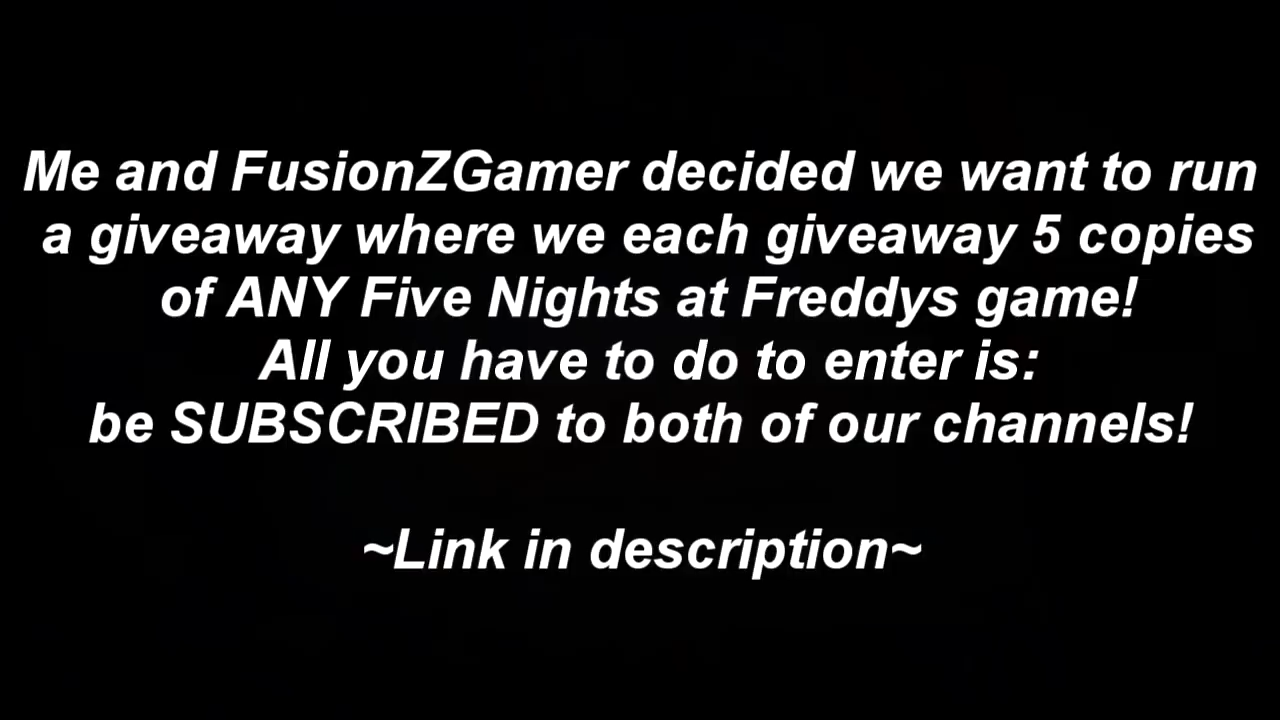 Me and FusionZGamer decided we want to run
a giveaway where we each giveaway 5 copies
of ANY Five Nights at Freddys game!
All you have to do to enter is:
be SUBSCRIBED to both of our channels!
~Link in description~